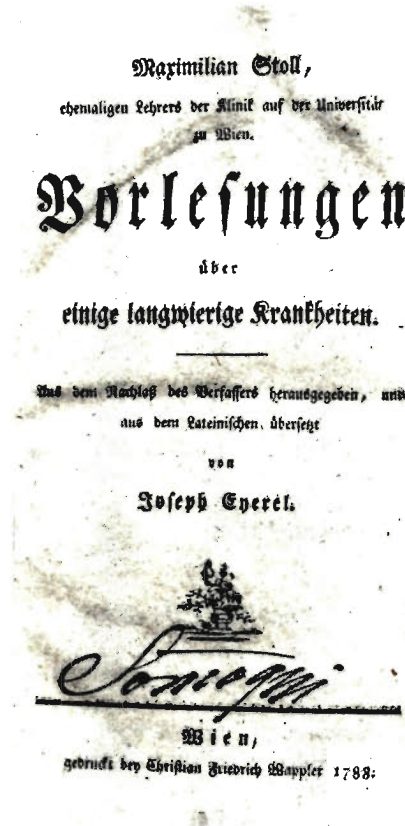 Maximilian Stoll,
ehemaligen Lehrers der Klinik auf der Universität
zu Wien.
Vorlesungen
über
einige langwierige Krankheiten.
Aus dem Nachlaß des Verfassers herausgegeben, und
aus dem Lateinischen übersetzt
von
Joseph Eyerel.
Wien,
gedruckt bey Christian Friedrich Wappler 1788.